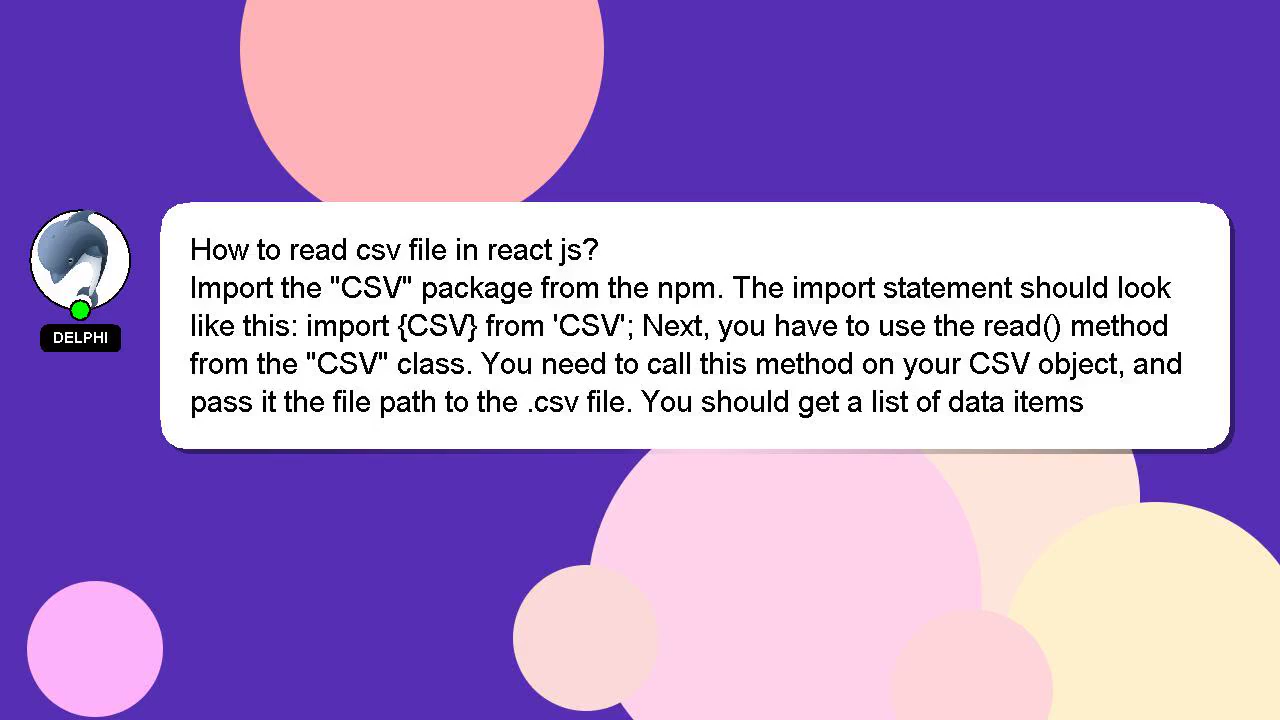 How to read csv file in react js?
Import the "CSV" package from the npm. The import statement should look
like this: import {CSV} from 'CSV'; Next, you have to use the read() method
from the "CSV" class. You need to call this method on your CSV object, and
pass it the file path to the .csv file. You should get a list of data items
DELPHI